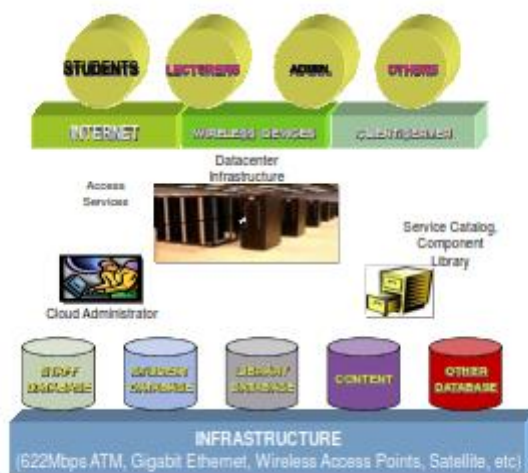 STUDENTS
LECTURERS
ADMIN.
OTHERS
INTERNET
WIRELESS DEVICES
CLIENT/SERVER
Datacenter
Infrastructure
Access
Services
Service Catalog,
Component
Library
Cloud Administrator
STAFF
DATABASE
STUDENT
DATABASE
LIBRARY
DATABASE
CONTENT
OTHER
DATABASE
INFRASTRUCTURE
(622Mbps ATM, Gigabit Ethernet, Wireless Access Points, Satellite, etc)